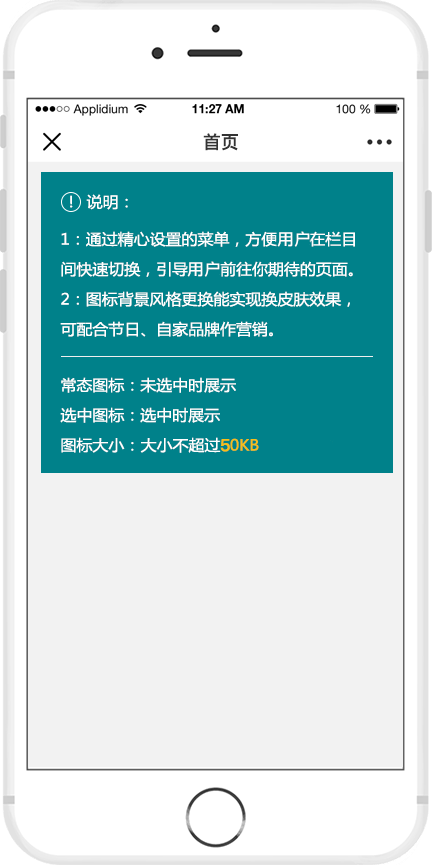 Applidium 11:27 AM 100 %
首页
说明：
1：通过精心设置的菜单，方便用户在栏目
间快速切换，引导用户前往你期待的页面。
2：图标背景风格更换能实现换皮肤效果，
可配合节日、自家品牌作营销。
常态图标：未选中时展示
选中图标：选中时展示
图标大小：大小不超过50KB